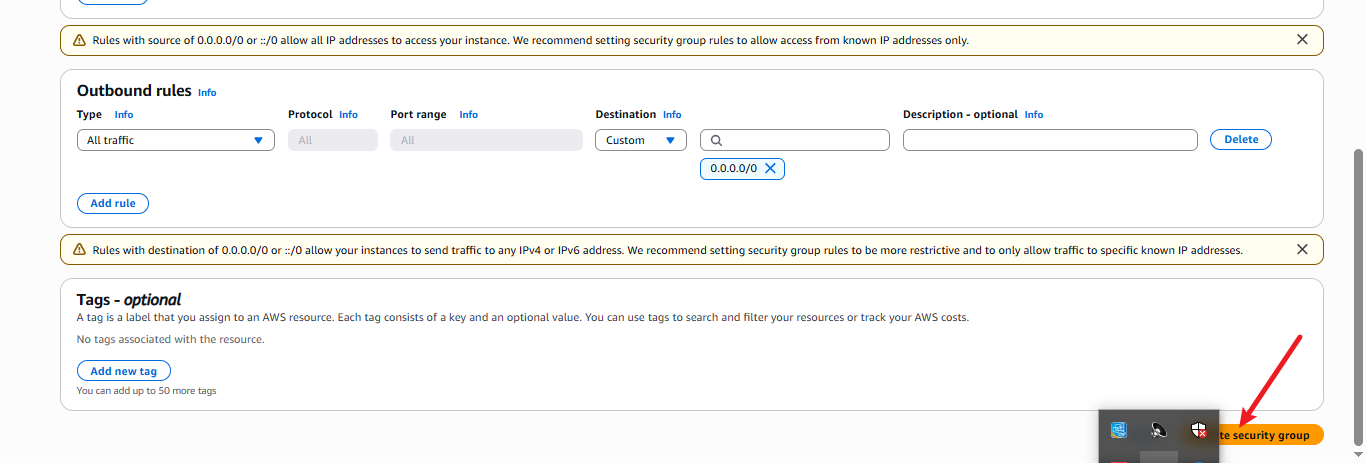 Rules with source of 0.0.0.0/0 or ::/0 allow all IP addresses to access your instance. We recommend setting security group rules to allow access from known IP addresses only.
Outbound rules Info
Type Info Protocol Info Port range Info Destination Info Description - optional Info
All traffic All All Custom Delete
0.0.0.0/0
Add rule
Rules with destination of 0.0.0.0/0 or ::/0 allow your instances to send traffic to any IPv4 or IPv6 address. We recommend setting security group rules to be more restrictive and to only allow traffic to specific known IP addresses.
Tags - optional
A tag is a label that you assign to an AWS resource. Each tag consists of a key and an optional value. You can use tags to search and filter your resources or track your AWS costs.
No tags associated with the resource.
Add new tag
You can add up to 50 more tags
security group